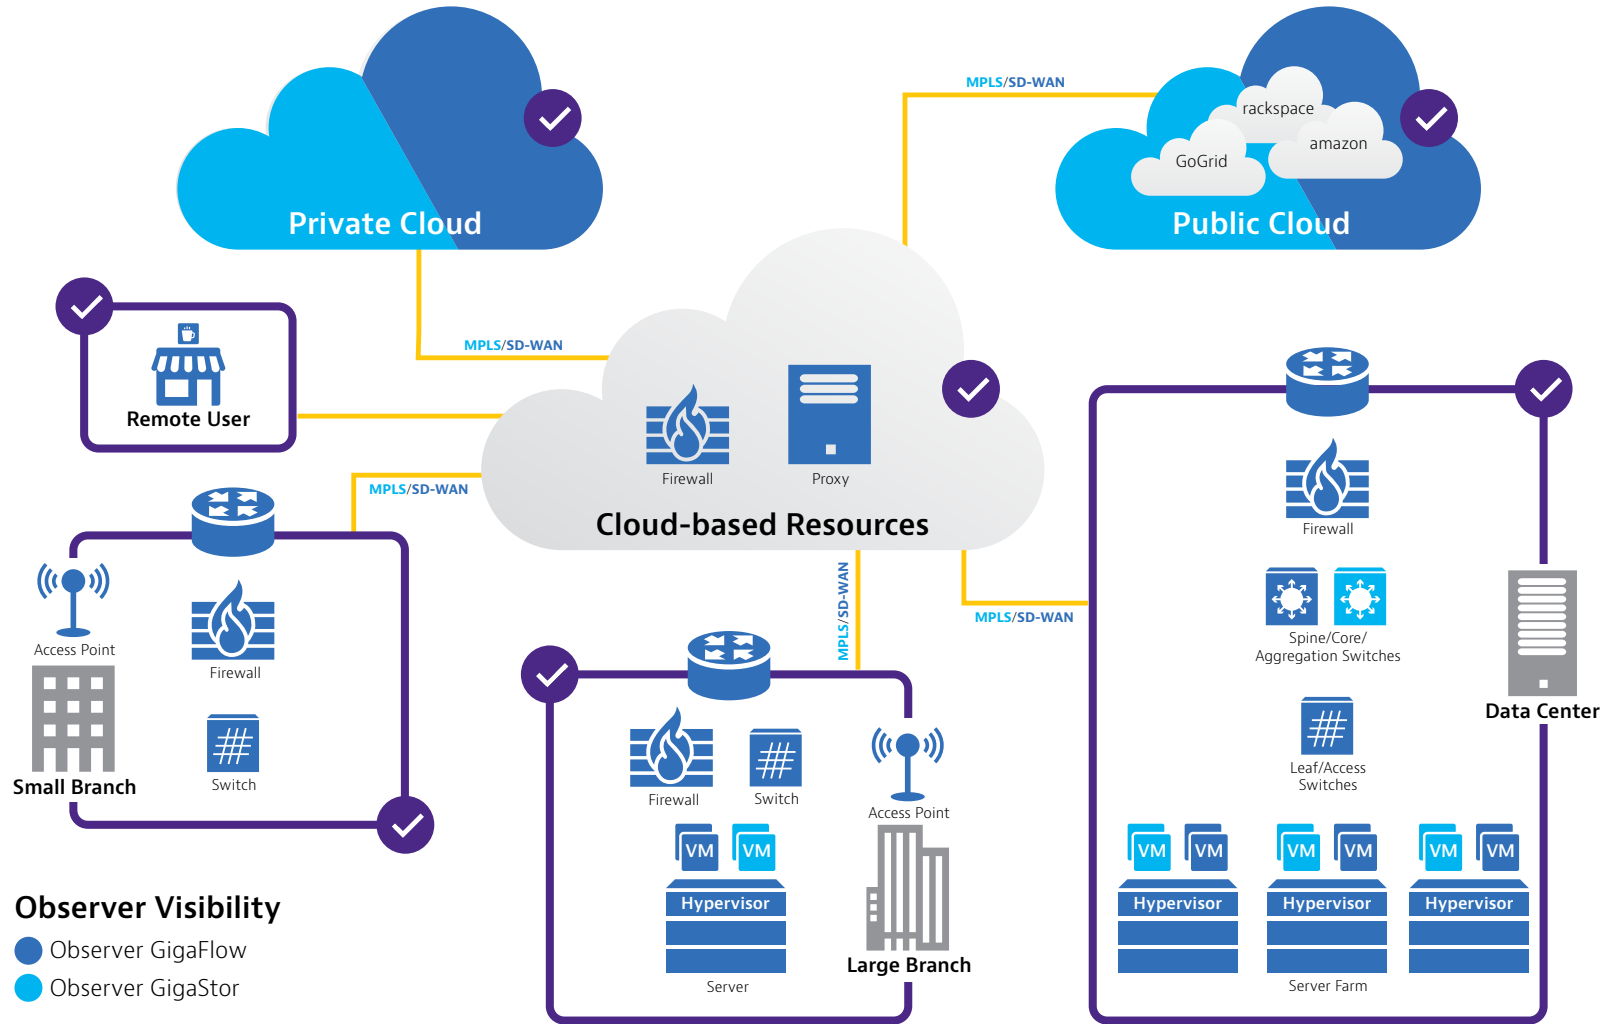 MPLS/SD-WAN
rackspace
amazon
GoGrid
Private Cloud
Public Cloud
MPLS/SD-WAN
Remote User
Firewall
Proxy
MPLS/SD-WAN
Cloud-based Resources
Firewall
MPLS/SD-WAN
MPLS/SD-WAN
Spine/Core/
Aggregation Switches
Access Point
Firewall
Data Center
Leaf/Access
Switches
Small Branch
Switch
Firewall
Switch
Access Point
VM
VM
VM
VM
VM
VM
VM
VM
Hypervisor
Hypervisor
Hypervisor
Hypervisor
Large Branch
Server
Server Farm
Observer Visibility
Observer GigaFlow
Observer GigaStor